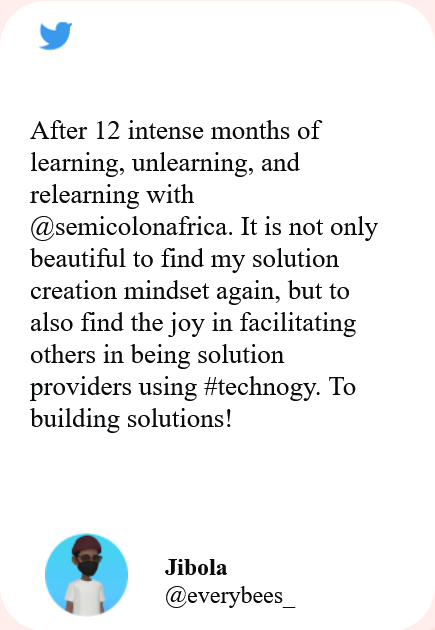 After 12 intense months of
learning, unlearning, and
relearning with
@semicolonafrica. It is not only
beautiful to find my solution
creation mindset again, but to
also find the joy in facilitating
others in being solution
providers using #technogy. To
building solutions!
Jibola
@everybees_